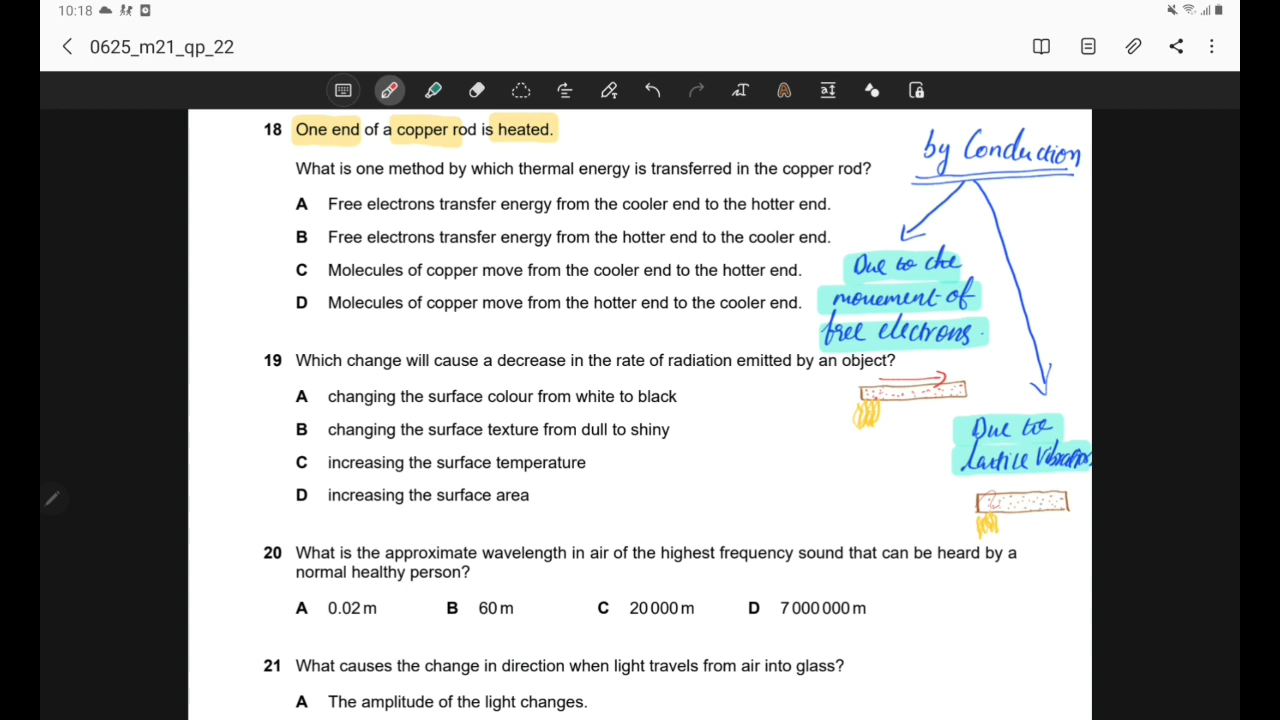 10:18
0625_m21_qp_22
18 One end of a copper rod is heated.
What is one method by which thermal energy is transferred in the copper rod?
A Free electrons transfer energy from the cooler end to the hotter end.
B Free electrons transfer energy from the hotter end to the cooler end.
C Molecules of copper move from the cooler end to the hotter end.
D Molecules of copper move from the hotter end to the cooler end.
by Conduction
Due to the
movement of
free electrons.
Due to
lattice vibrations
19 Which change will cause a decrease in the rate of radiation emitted by an object?
A changing the surface colour from white to black
B changing the surface texture from dull to shiny
C increasing the surface temperature
D increasing the surface area
20 What is the approximate wavelength in air of the highest frequency sound that can be heard by a
normal healthy person?
A 0.02 m B 60 m C 20 000 m D 7 000 000 m
21 What causes the change in direction when light travels from air into glass?
A The amplitude of the light changes.